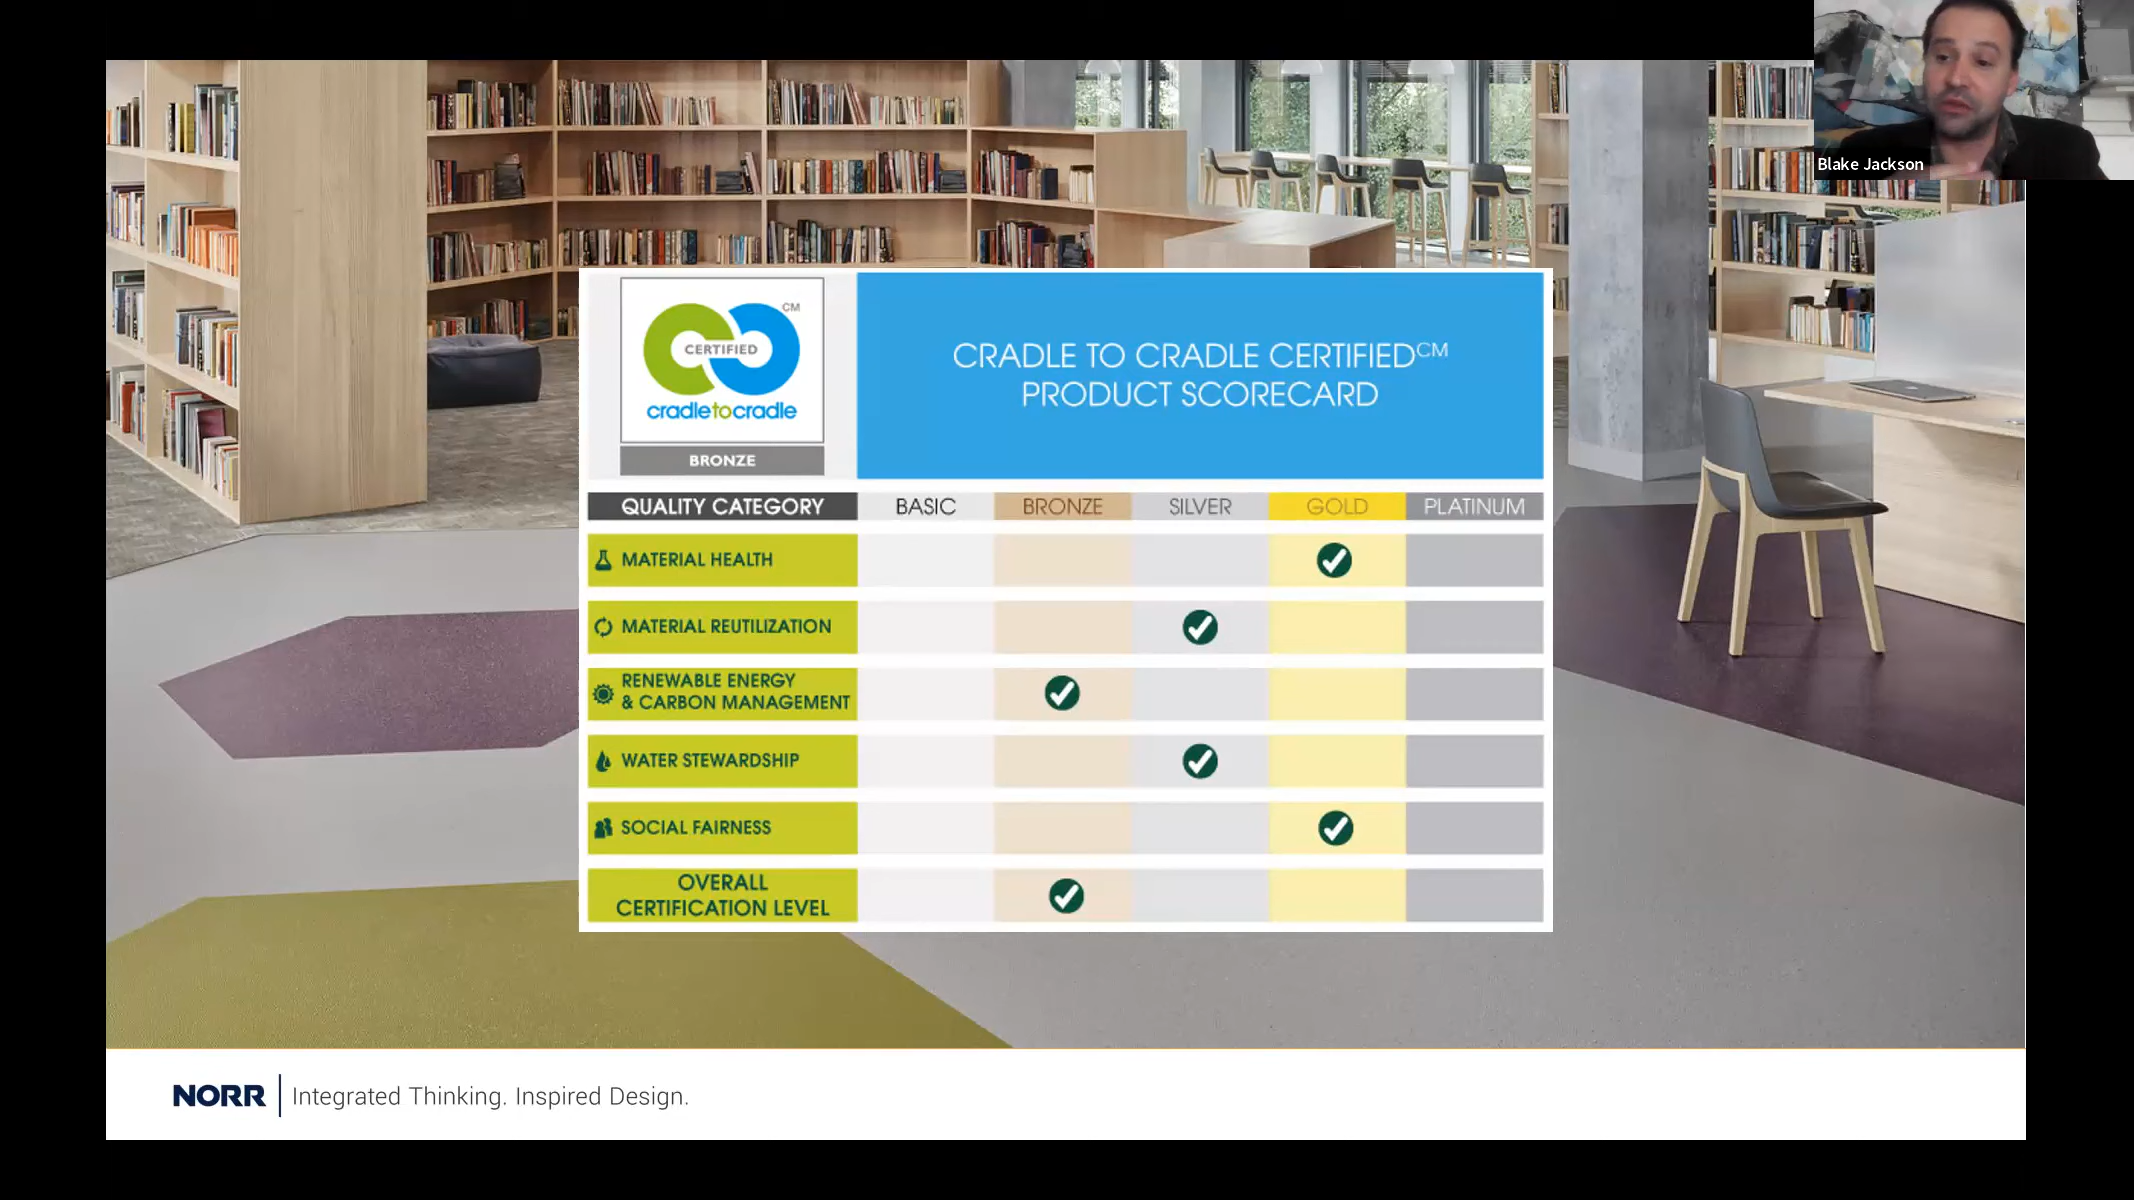 Blake Jackson
CM
CERTIFIED
cradletocradle
BRONZE
CRADLE TO CRADLE CERTIFIEDCM
PRODUCT SCORECARD
QUALITY CATEGORY BASIC BRONZE SILVER GOLD PLATINUM
MATERIAL HEALTH
MATERIAL REUTILIZATION
RENEWABLE ENERGY
& CARBON MANAGEMENT
WATER STEWARDSHIP
SOCIAL FAIRNESS
OVERALL
CERTIFICATION LEVEL
NORR Integrated Thinking. Inspired Design.